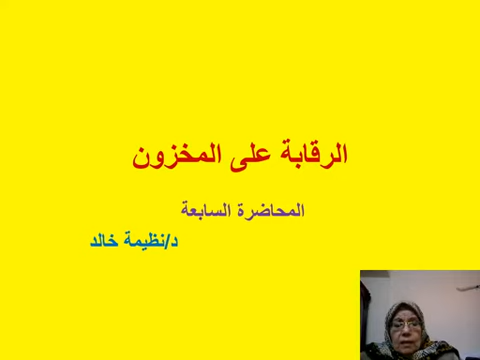 الرقابة على المخزون
المحاضرة السابعة
د/نظيمة خالد